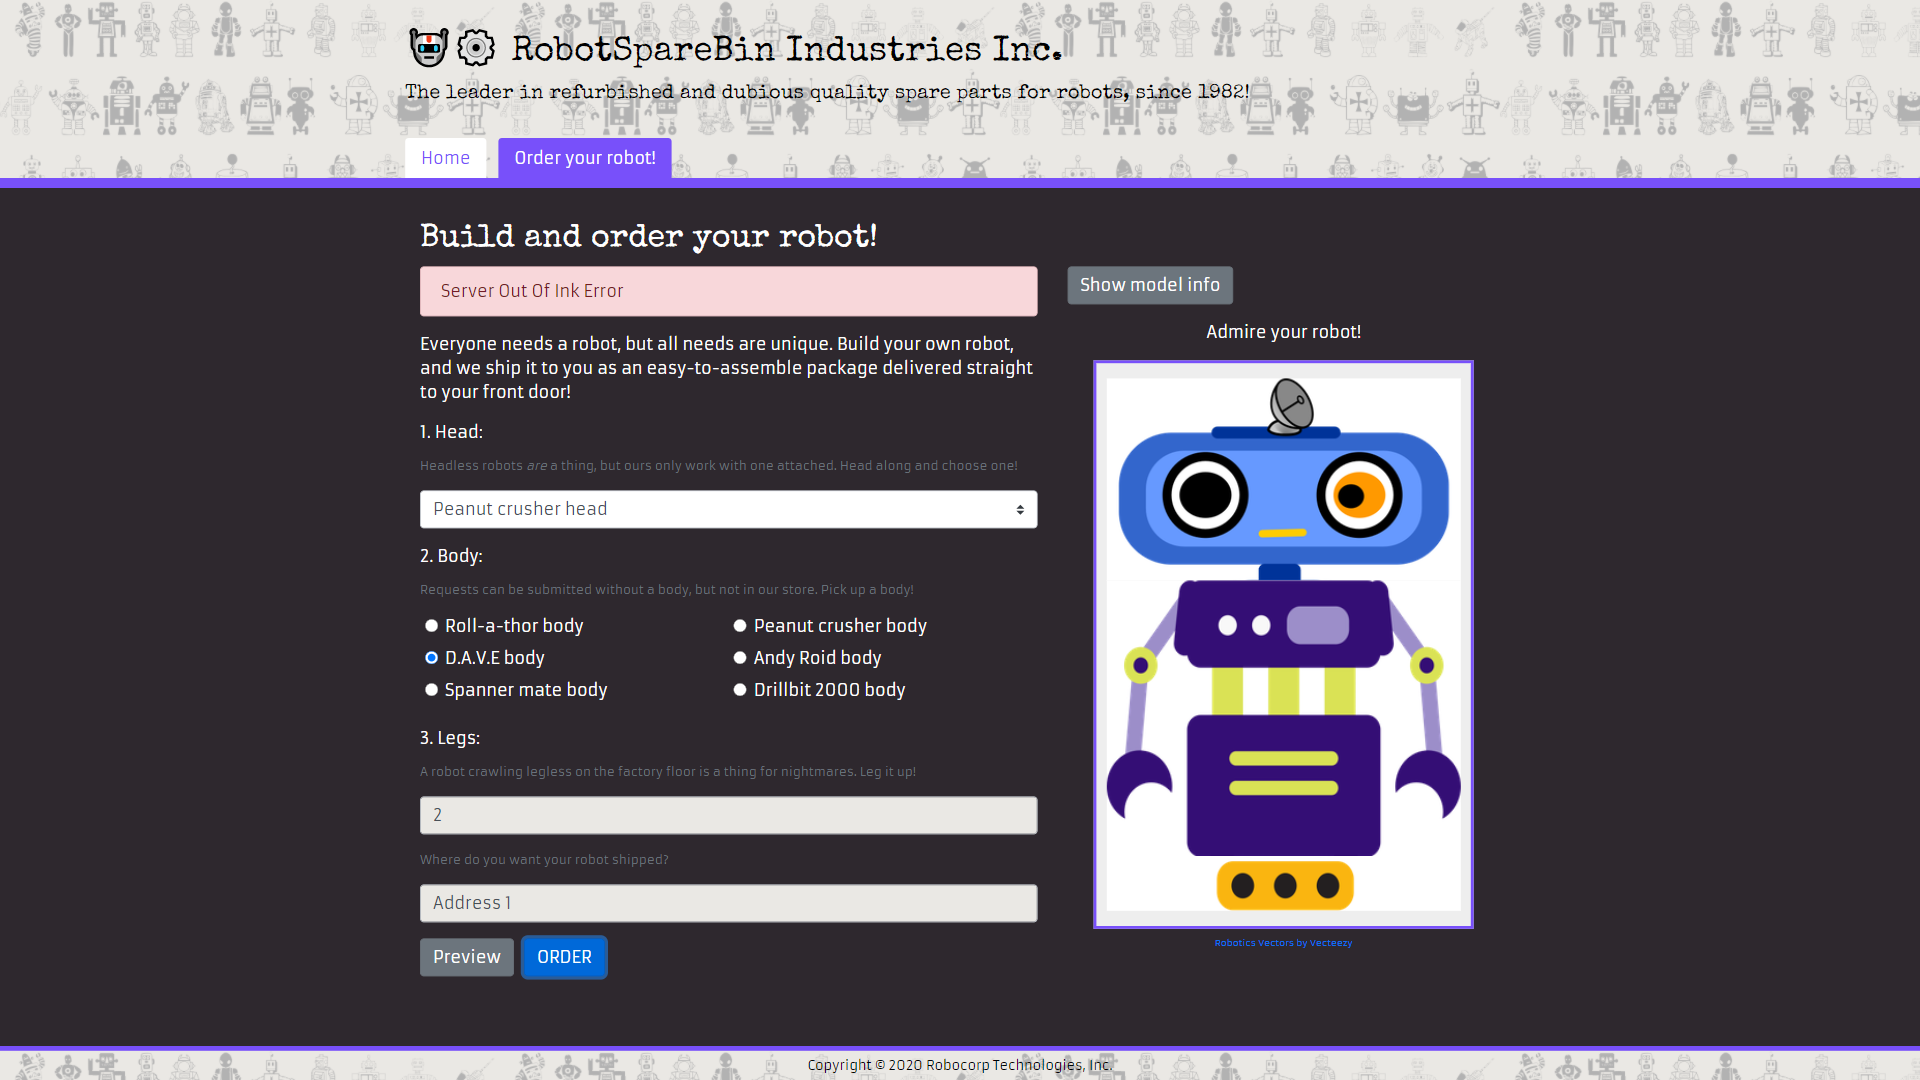 RobotSpareBin Industries Inc.
The leader in refurbished and dubious quality spare parts for robots, since 1982!
Home
Order your robot!
Build and order your robot!
Server Out Of Ink Error
Everyone needs a robot, but all needs are unique. Build your own robot,
and we ship it to you as an easy-to-assemble package delivered straight
to your front door!
1. Head:
Headless robots are a thing, but ours only work with one attached. Head along and choose one!
Peanut crusher head
2. Body:
Requests can be submitted without a body, but not in our store. Pick up a body!
Roll-a-thor body
Peanut crusher body
D.A.V.E body
Andy Roid body
Spanner mate body
Drillbit 2000 body
3. Legs:
A robot crawling legless on the factory floor is a thing for nightmares. Leg it up!
2
Where do you want your robot shipped?
Address 1
Preview
ORDER
Show model info
Admire your robot!
Robotics Vectors by Vecteezy
Copyright © 2020 Robocorp Technologies, Inc.